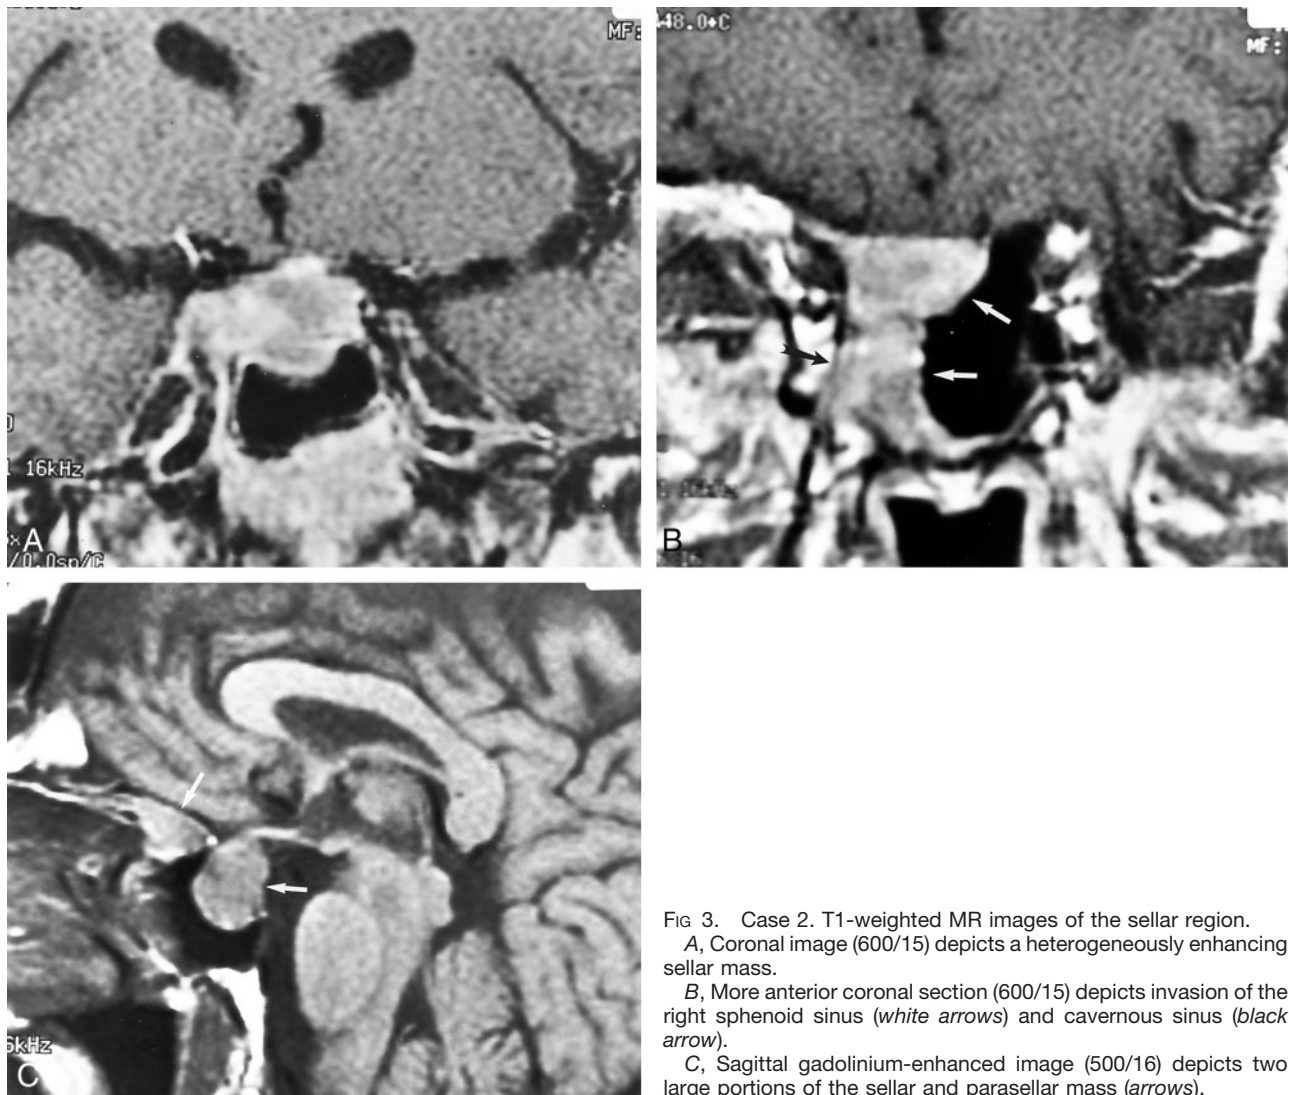 MF:
48.0+C
MF:
16kHz
A
/0.0sp/C
B
6kHz
C
FIG 3. Case 2. T1-weighted MR images of the sellar region.
A, Coronal image (600/15) depicts a heterogeneously enhancing
sellar mass.
B, More anterior coronal section (600/15) depicts invasion of the
right sphenoid sinus (white arrows) and cavernous sinus (black
arrow).
C, Sagittal gadolinium-enhanced image (500/16) depicts two
large portions of the sellar and parasellar mass (arrows).